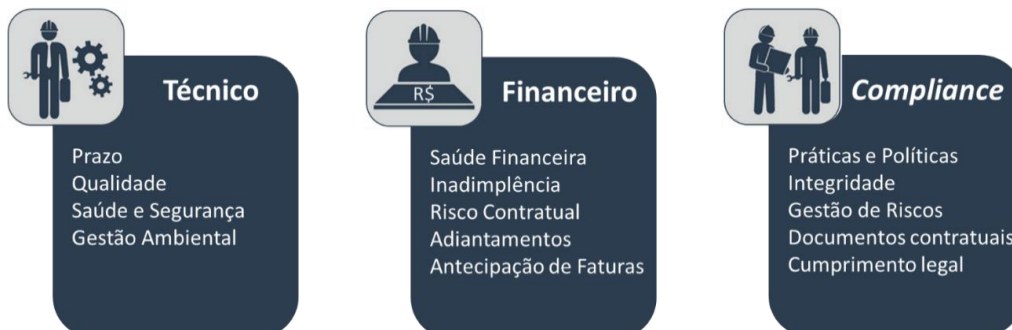 Técnico
Prazo
Qualidade
Saúde e Segurança
Gestão Ambiental
R$
Financeiro
Saúde Financeira
Inadimplência
Risco Contratual
Adiantamentos
Antecipação de Faturas
Compliance
Práticas e Políticas
Integridade
Gestão de Riscos
Documentos contratuais
Cumprimento legal